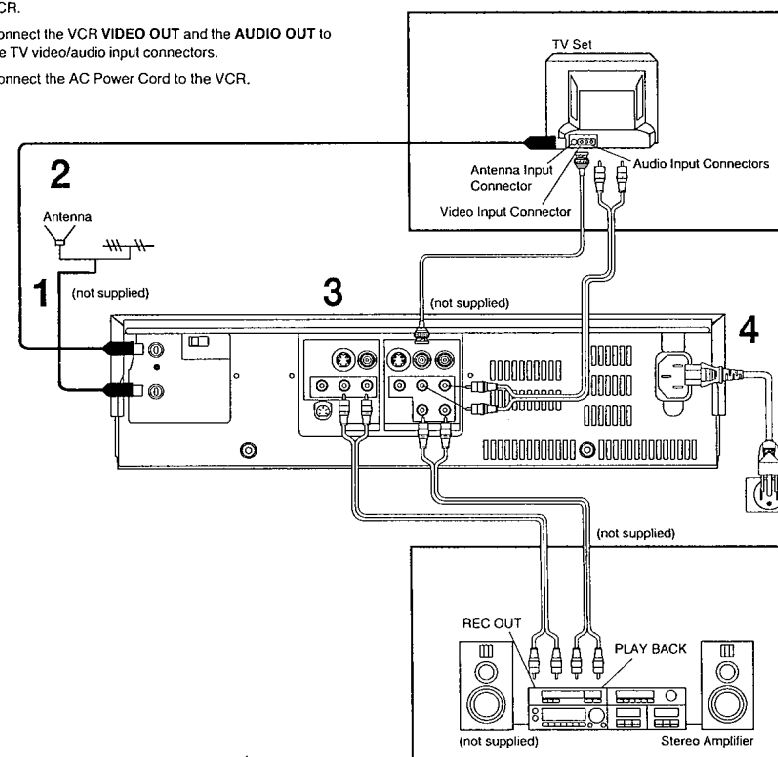 CR.
onnect the VCR VIDEO OUT and the AUDIO OUT to
e TV video/audio input connectors.
onnect the AC Power Cord to the VCR.
TV Set
Antenna Input
Connector
Audio Input Connectors
Video Input Connector
2
Antenna
1
(not supplied)
3
(not supplied)
4
(not supplied)
REC OUT
PLAY BACK
(not supplied)
Stereo Amplifier